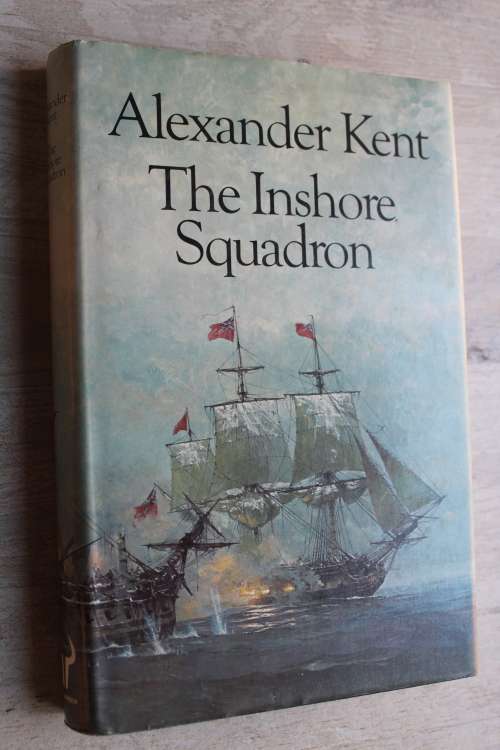 Alexander Kent
The Inshore
Squadron